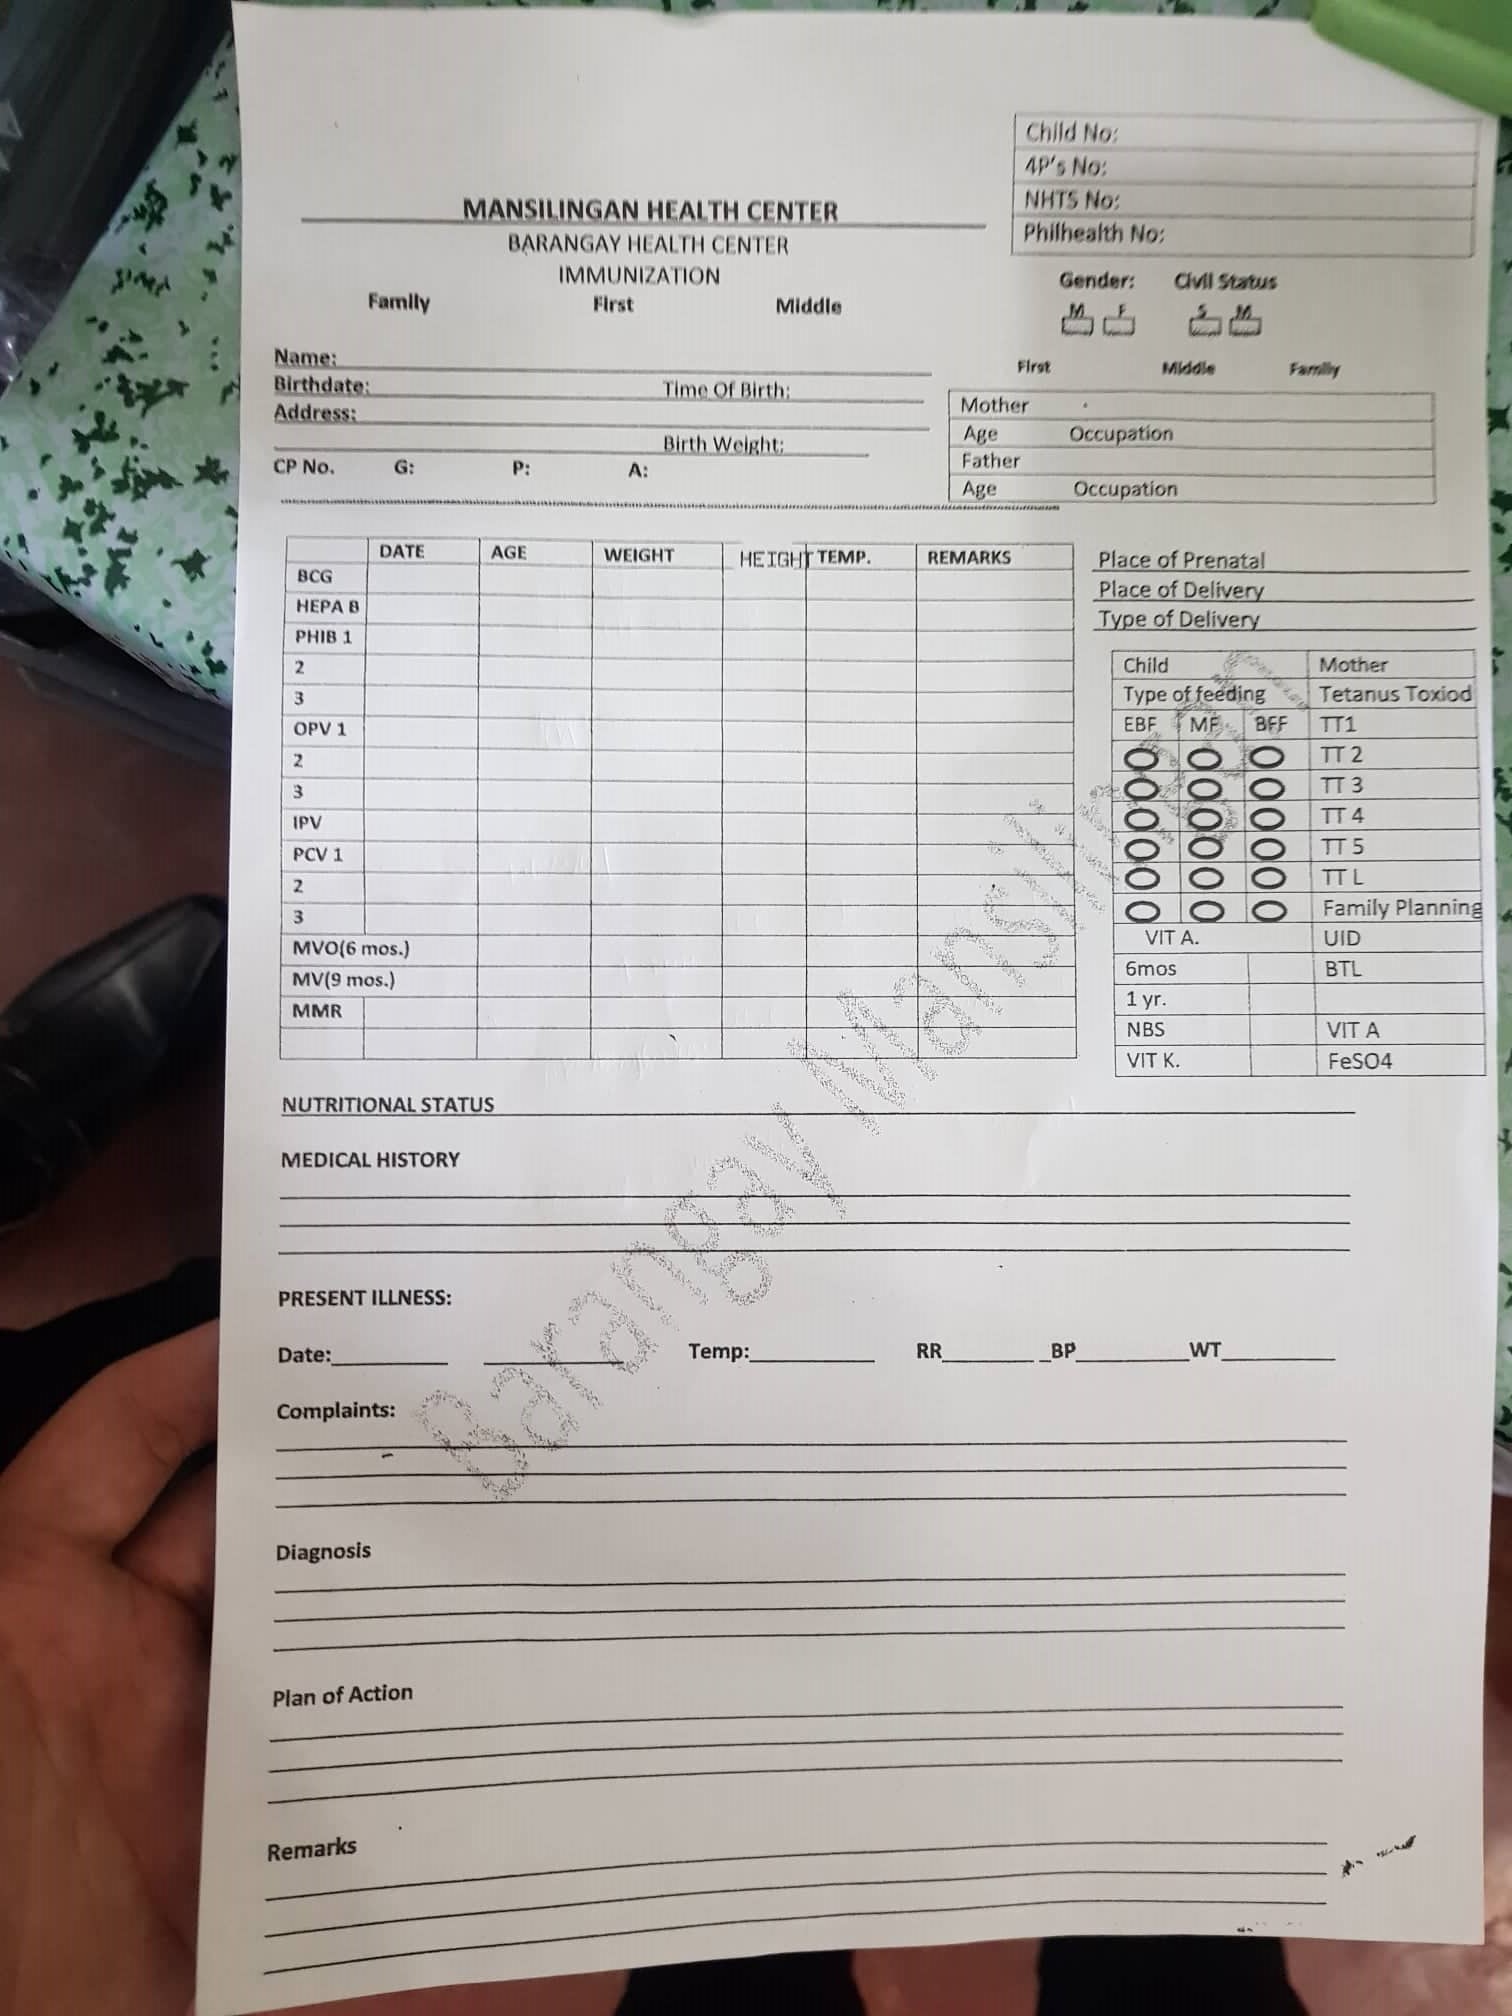 Child No:
4P's No:
NHTS No:
Philhealth No:
MANSILINGAN HEALTH CENTER
BARANGAY HEALTH CENTER
IMMUNIZATION
Family First Middle
Gender: Civil Status
M F S M
Name:
Birthdate: Time Of Birth:
Address:
Birth Weight:
CP No. G: P: A:
First Middle Family
Mother
Age Occupation
Father
Age Occupation
DATE AGE WEIGHT HEIGHT TEMP. REMARKS
BCG
HEPA B
PHIB 1
2
3
OPV 1
2
3
IPV
PCV 1
2
3
MVO(6 mos.)
MV(9 mos.)
MMR
Place of Prenatal
Place of Delivery
Type of Delivery
Child Mother
Type of feeding Tetanus Toxiod
EBF MF BFF TT1
TT 2
TT 3
TT 4
TT 5
TT L
Family Planning
VIT A. UID
6mos BTL
1 yr.
NBS VIT A
VIT K. FeSO4
NUTRITIONAL STATUS
MEDICAL HISTORY
PRESENT ILLNESS:
Date: Temp: RR BP WT
Complaints:
Diagnosis
Plan of Action
Remarks
Barangay Mansilingan